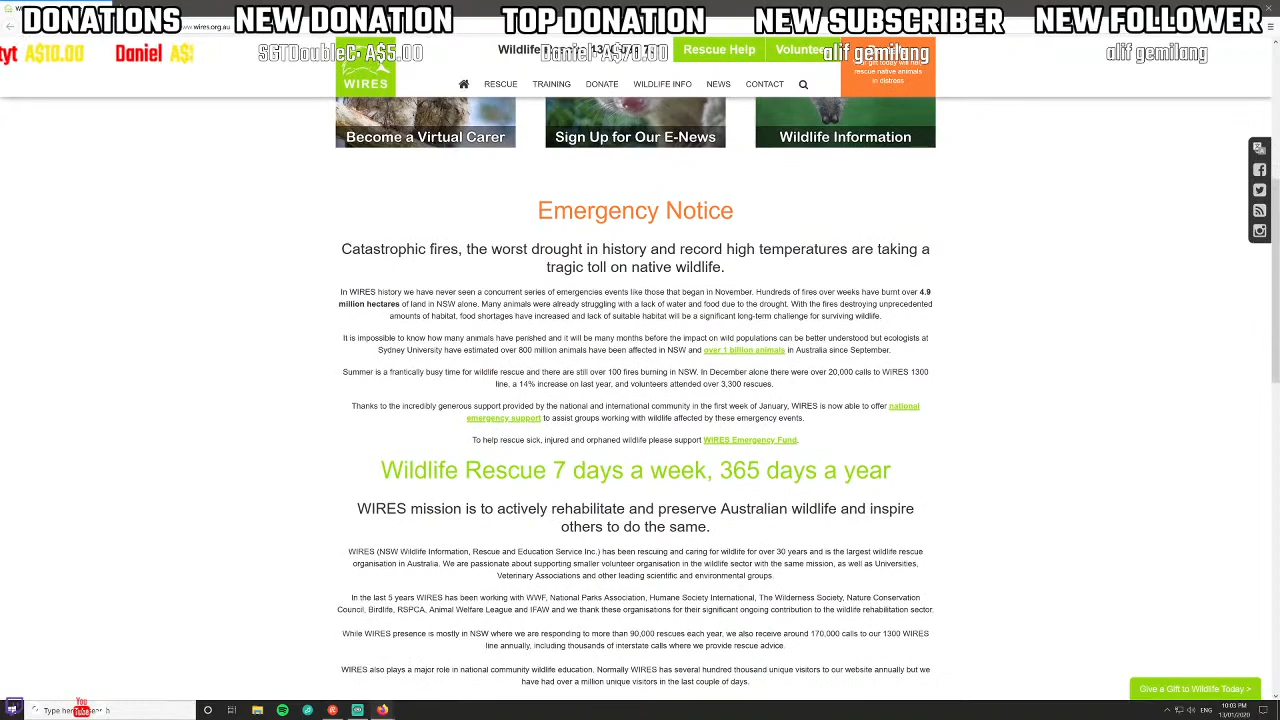 DONATIONS
NEW DONATION
TOP DONATION
NEW SUBSCRIBER
NEW FOLLOWER
www.wires.org.au
tyt A$10.00 Daniel A$
SGTDoubleC: A$5.00
Daniel: A$70.00
alif gemilang
alif gemilang
Rescue Help
Volunteer
gift today will help
rescue native animals
in distress
WIRES
RESCUE
TRAINING
DONATE
WILDLIFE INFO
NEWS
CONTACT
Become a Virtual Carer
Sign Up for Our E-News
Wildlife Information
Emergency Notice
Catastrophic fires, the worst drought in history and record high temperatures are taking a
tragic toll on native wildlife.
In WIRES history we have never seen a concurrent series of emergencies events like those that began in November. Hundreds of fires over weeks have burnt over 4.9
million hectares of land in NSW alone. Many animals were already struggling with a lack of water and food due to the drought. With the fires destroying unprecedented
amounts of habitat, food shortages have increased and lack of suitable habitat will be a significant long-term challenge for surviving wildlife.
It is impossible to know how many animals have perished and it will be many months before the impact on wild populations can be better understood but ecologists at
Sydney University have estimated over 800 million animals have been affected in NSW and over 1 billion animals in Australia since September.
Summer is a frantically busy time for wildlife rescue and there are still over 100 fires burning in NSW. In December alone there were over 20,000 calls to WIRES 1300
line, a 14% increase on last year, and volunteers attended over 3,300 rescues.
Thanks to the incredibly generous support provided by the national and international community in the first week of January, WIRES is now able to offer national
emergency support to assist groups working with wildlife affected by these emergency events.
To help rescue sick, injured and orphaned wildlife please support WIRES Emergency Fund.
Wildlife Rescue 7 days a week, 365 days a year
WIRES mission is to actively rehabilitate and preserve Australian wildlife and inspire
others to do the same.
WIRES (NSW Wildlife Information, Rescue and Education Service Inc.) has been rescuing and caring for wildlife for over 30 years and is the largest wildlife rescue
organisation in Australia. We are passionate about supporting smaller volunteer organisation in the wildlife sector with the same mission, as well as Universities,
Veterinary Associations and other leading scientific and environmental groups.
In the last 5 years WIRES has been working with WWF, National Parks Association, Humane Society International, The Wilderness Society, Nature Conservation
Council, Birdlife, RSPCA, Animal Welfare League and IFAW and we thank these organisations for their significant ongoing contribution to the wildlife rehabilitation sector.
While WIRES presence is mostly in NSW where we are responding to more than 90,000 rescues each year, we also receive around 170,000 calls to our 1300 WIRES
line annually, including thousands of interstate calls where we provide rescue advice.
WIRES also plays a major role in national community wildlife education. Normally WIRES has several hundred thousand unique visitors to our website annually but we
have had over a million unique visitors in the last couple of days.
Give a Gift to Wildlife Today >
You
Tube
Type here
ENG
10:03 PM
13/01/2020